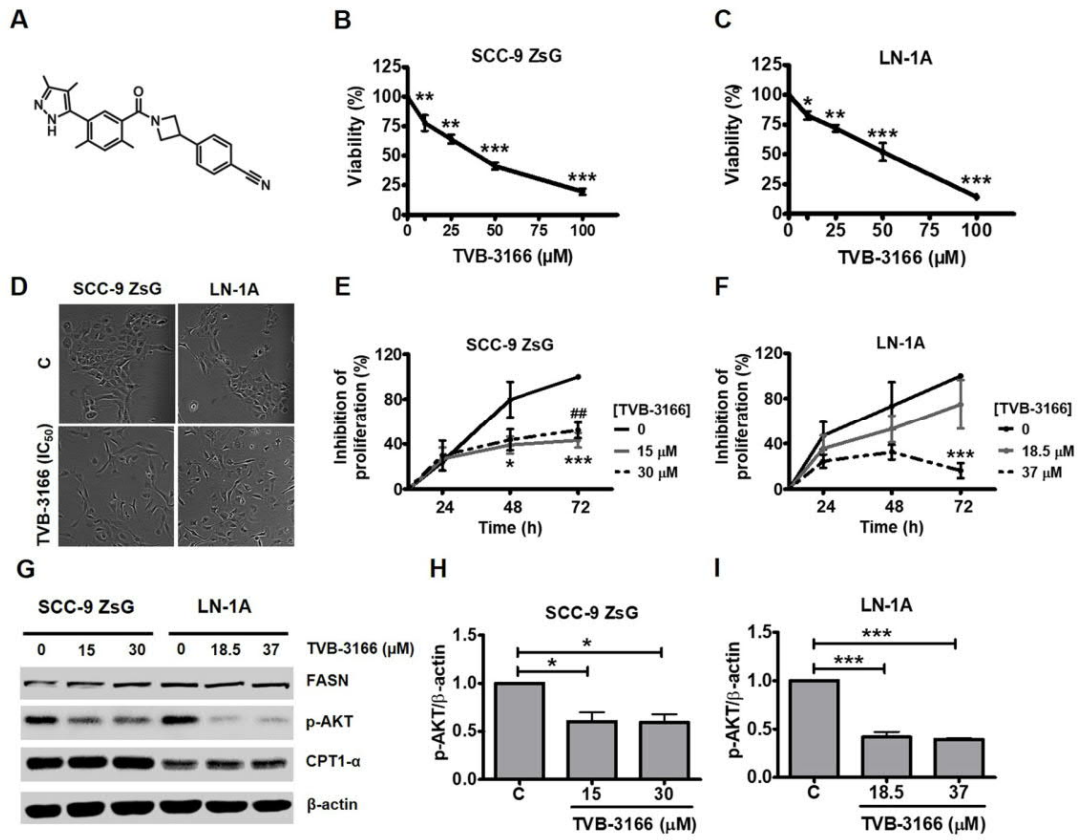 A
N
NH
O
N
N
B
SCC-9 ZsG
Viability (%)
125
100
75
50
25
0
**
**
***
***
0 25 50 75 100
TVB-3166 (µM)
C
LN-1A
Viability (%)
125
100
75
50
25
0
*
**
***
***
0 25 50 75 100
TVB-3166 (µM)
D
SCC-9 ZsG LN-1A
C
TVB-3166 (IC50)
E
SCC-9 ZsG
Inhibition of
proliferation (%)
120
80
40
0
*
##
***
24 48 72
Time (h)
[TVB-3166]
0
15 µM
30 µM
F
LN-1A
Inhibition of
proliferation (%)
120
80
40
0
***
24 48 72
Time (h)
[TVB-3166]
0
18.5 µM
37 µM
G
SCC-9 ZsG LN-1A
0 15 30 0 18.5 37 TVB-3166 (µM)
FASN
p-AKT
CPT1-α
β-actin
H
SCC-9 ZsG
p-AKT/β-actin
1.5
1.0
0.5
0.0
*
*
C 15 30
TVB-3166 (µM)
I
LN-1A
p-AKT/β-actin
1.5
1.0
0.5
0.0
***
***
C 18.5 37
TVB-3166 (µM)